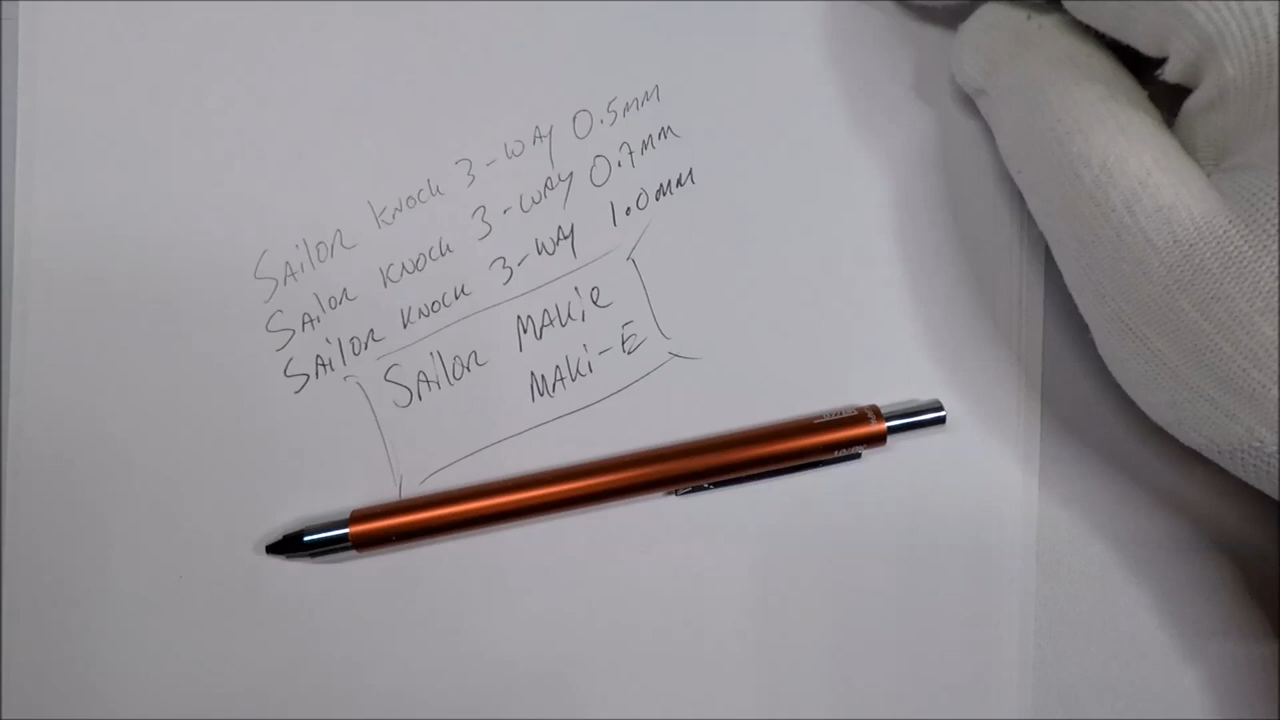 SAiLOR KNOCK 3-WAY 0.5MM
SAiLOR KNOCK 3-WAY 0.7MM
SAiLOR KNOCK 3-WAY 1.0MM
SAiLOR MAKiE
MAKi-E